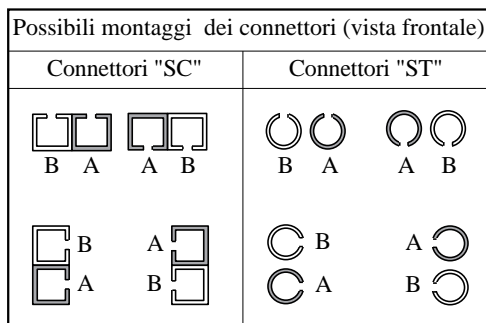 Possibili montaggi dei connettori (vista frontale)
Connettori "SC"
Connettori "ST"
B A A B
B A A B
B
A
A
B
B
A
A
B